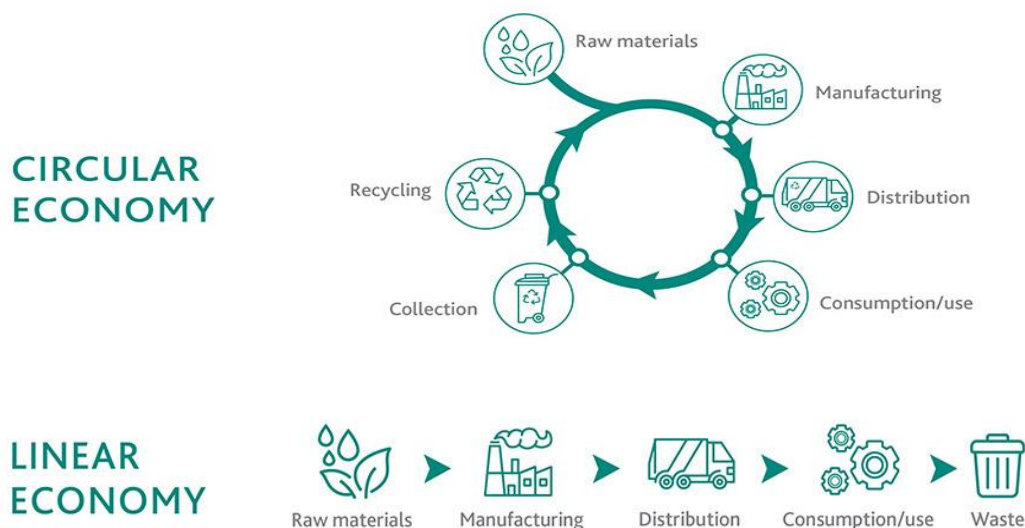 Raw materials
Manufacturing
CIRCULAR
ECONOMY
Recycling
Distribution
Collection
Consumption/use
LINEAR
ECONOMY
Raw materials
Manufacturing
Distribution
Consumption/use
Waste